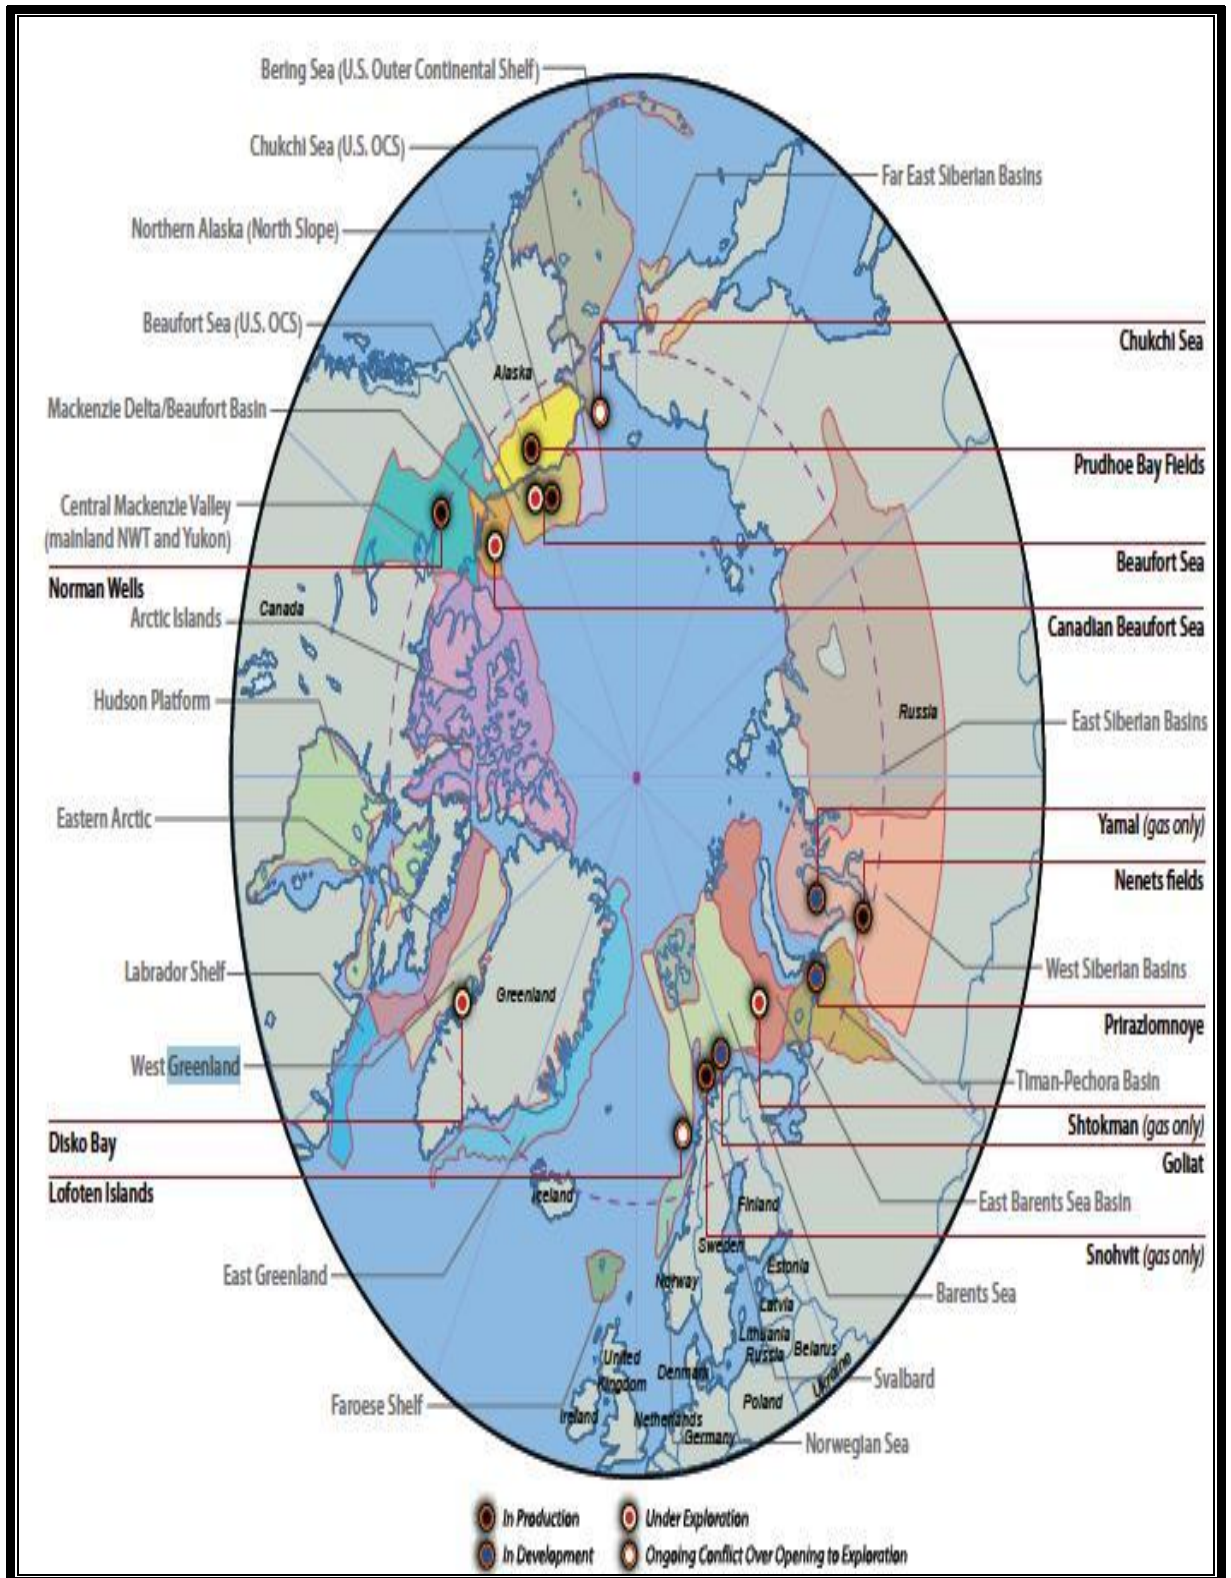 Bering Sea (U.S. Outer Continental Shelf)
Chukchi Sea (U.S. OCS)
Far East Siberian Basins
Northern Alaska (North Slope)
Beaufort Sea (U.S. OCS)
Chukchi Sea
Alaska
Mackenzie Delta/Beaufort Basin
Prudhoe Bay Fields
Central Mackenzie Valley
(mainland NWT and Yukon)
Beaufort Sea
Norman Wells
Canada
Arctic Islands
Canadian Beaufort Sea
Hudson Platform
Russia
East Siberian Basins
Eastern Arctic
Yamal (gas only)
Nenets fields
Labrador Shelf
West Siberian Basins
Greenland
Prirazlomnoye
West Greenland
Timan-Pechora Basin
Shtokman (gas only)
Disko Bay
Goliat
Lofoten Islands
Iceland
Finland
East Barents Sea Basin
Sweden
Snohvit (gas only)
East Greenland
Norway
Estonia
Barents Sea
Latvia
Lithuania
Russia
Belarus
United
Kingdom
Denmark
Ukraine
Svalbard
Faroese Shelf
Ireland
Netherlands
Poland
Germany
Norwegian Sea
In Production
Under Exploration
In Development
Ongoing Conflict Over Opening to Exploration